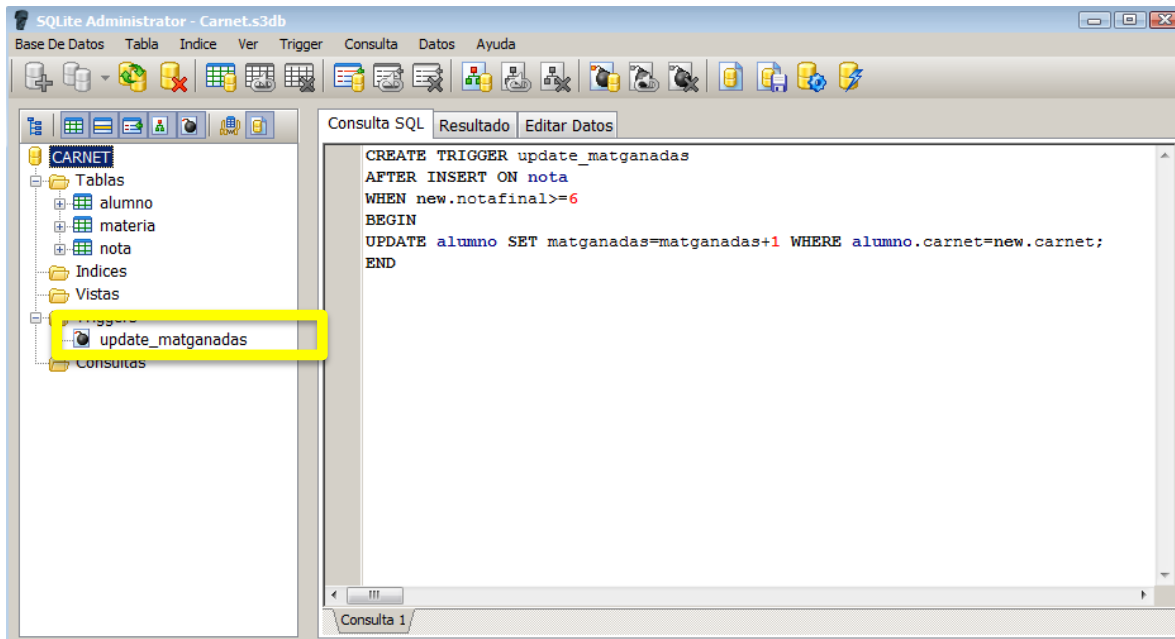 SQLite Administrator - Carnet.s3db
Base De Datos Tabla Indice Ver Trigger Consulta Datos Ayuda
Consulta SQL Resultado Editar Datos
CARNET
Tablas
alumno
materia
nota
Indices
Vistas
Triggers
update_matganadas
Consultas
CREATE TRIGGER update_matganadas
AFTER INSERT ON nota
WHEN new.notafinal>=6
BEGIN
UPDATE alumno SET matganadas=matganadas+1 WHERE alumno.carnet=new.carnet;
END
Consulta 1